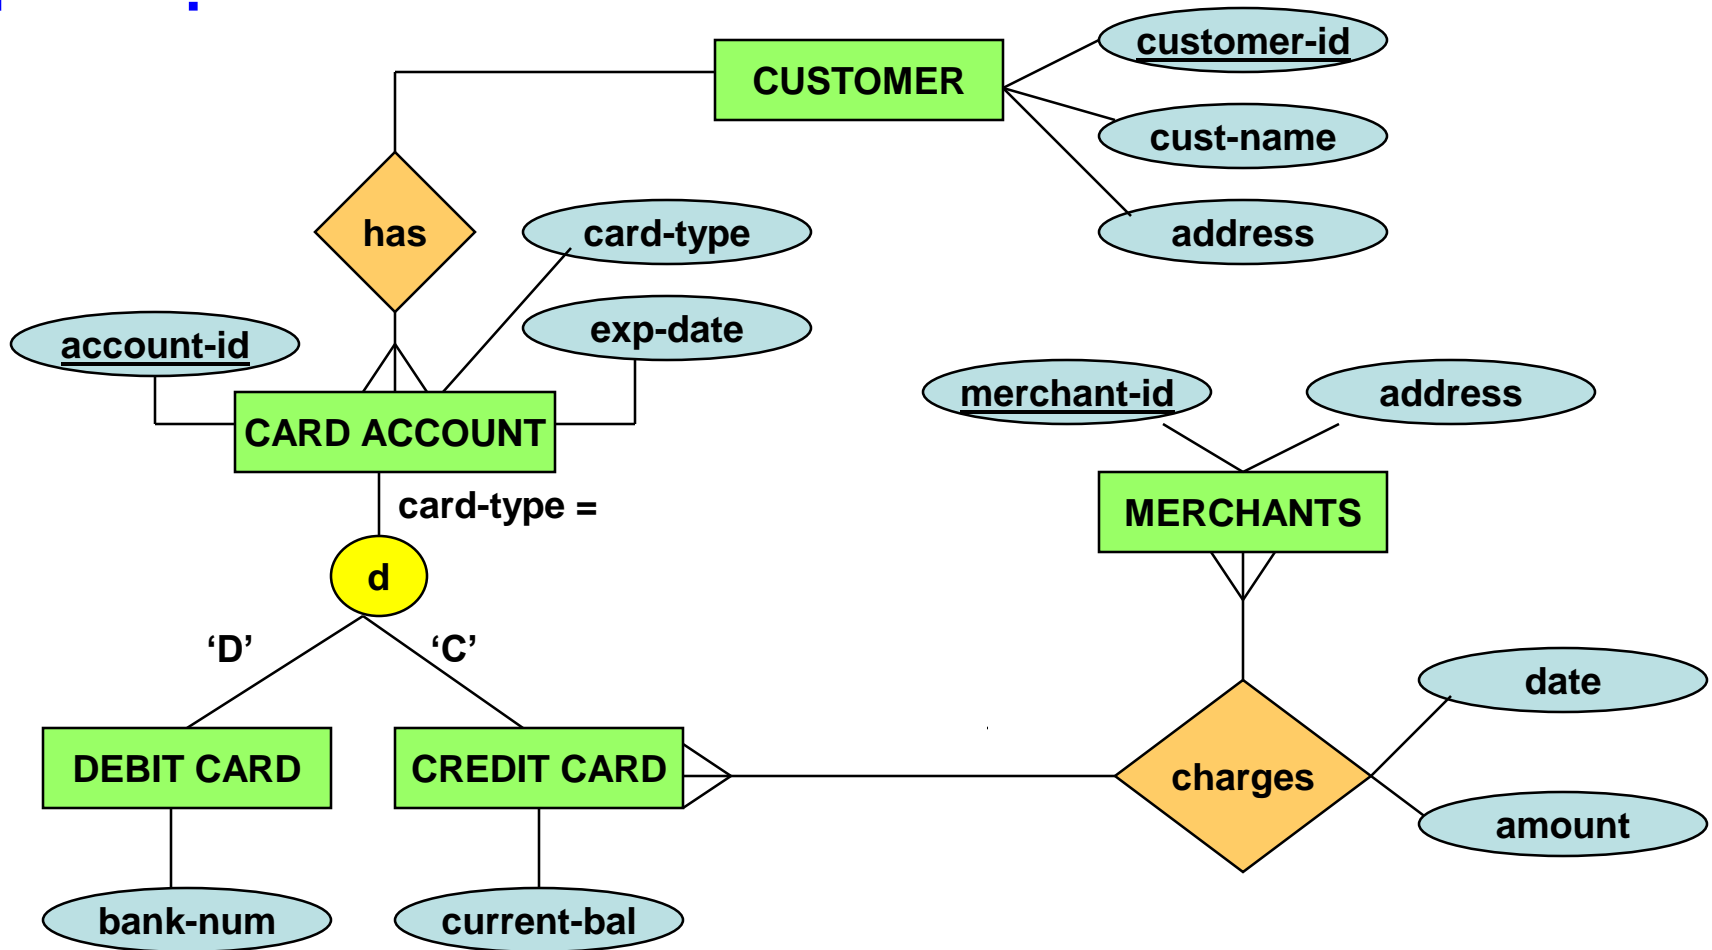 customer-id
CUSTOMER
cust-name
has
card-type
address
account-id
exp-date
merchant-id
address
CARD ACCOUNT
card-type =
MERCHANTS
d
‘D’
‘C’
date
DEBIT CARD
CREDIT CARD
charges
amount
bank-num
current-bal